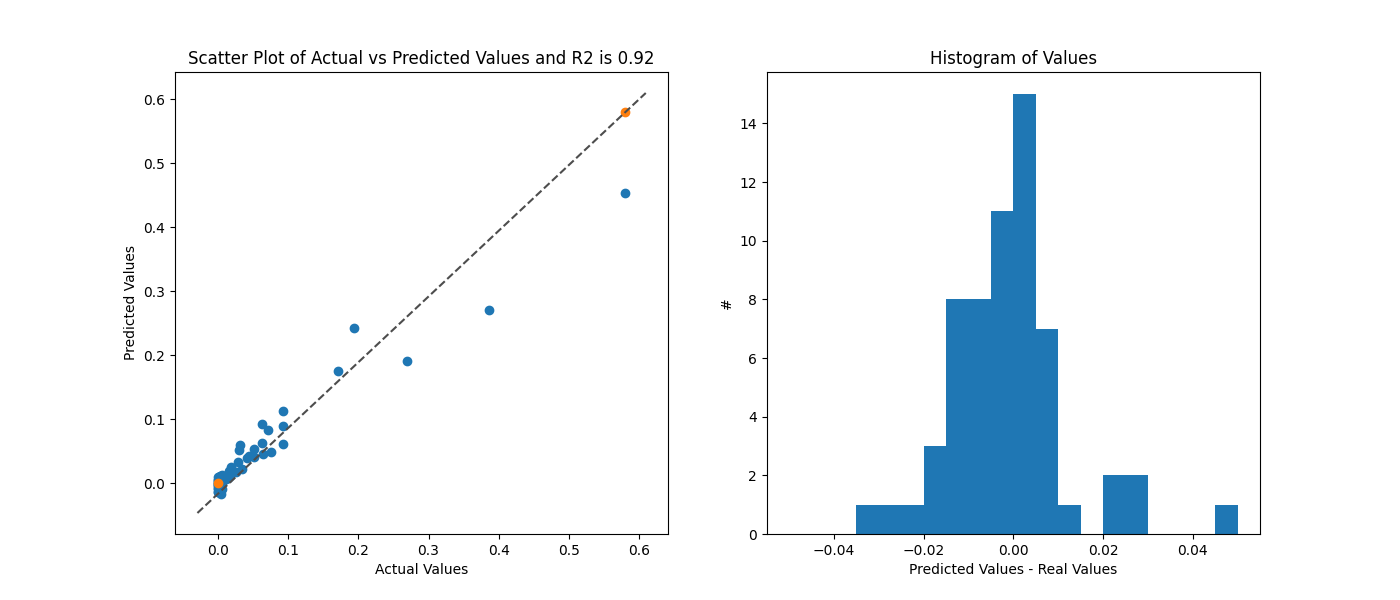 Scatter Plot of Actual vs Predicted Values and R2 is 0.92
Predicted Values
0.6
0.5
0.4
0.3
0.2
0.1
0.0
0.0 0.1 0.2 0.3 0.4 0.5 0.6
Actual Values
Histogram of Values
#
14
12
10
8
6
4
2
0
−0.04 −0.02 0.00 0.02 0.04
Predicted Values - Real Values